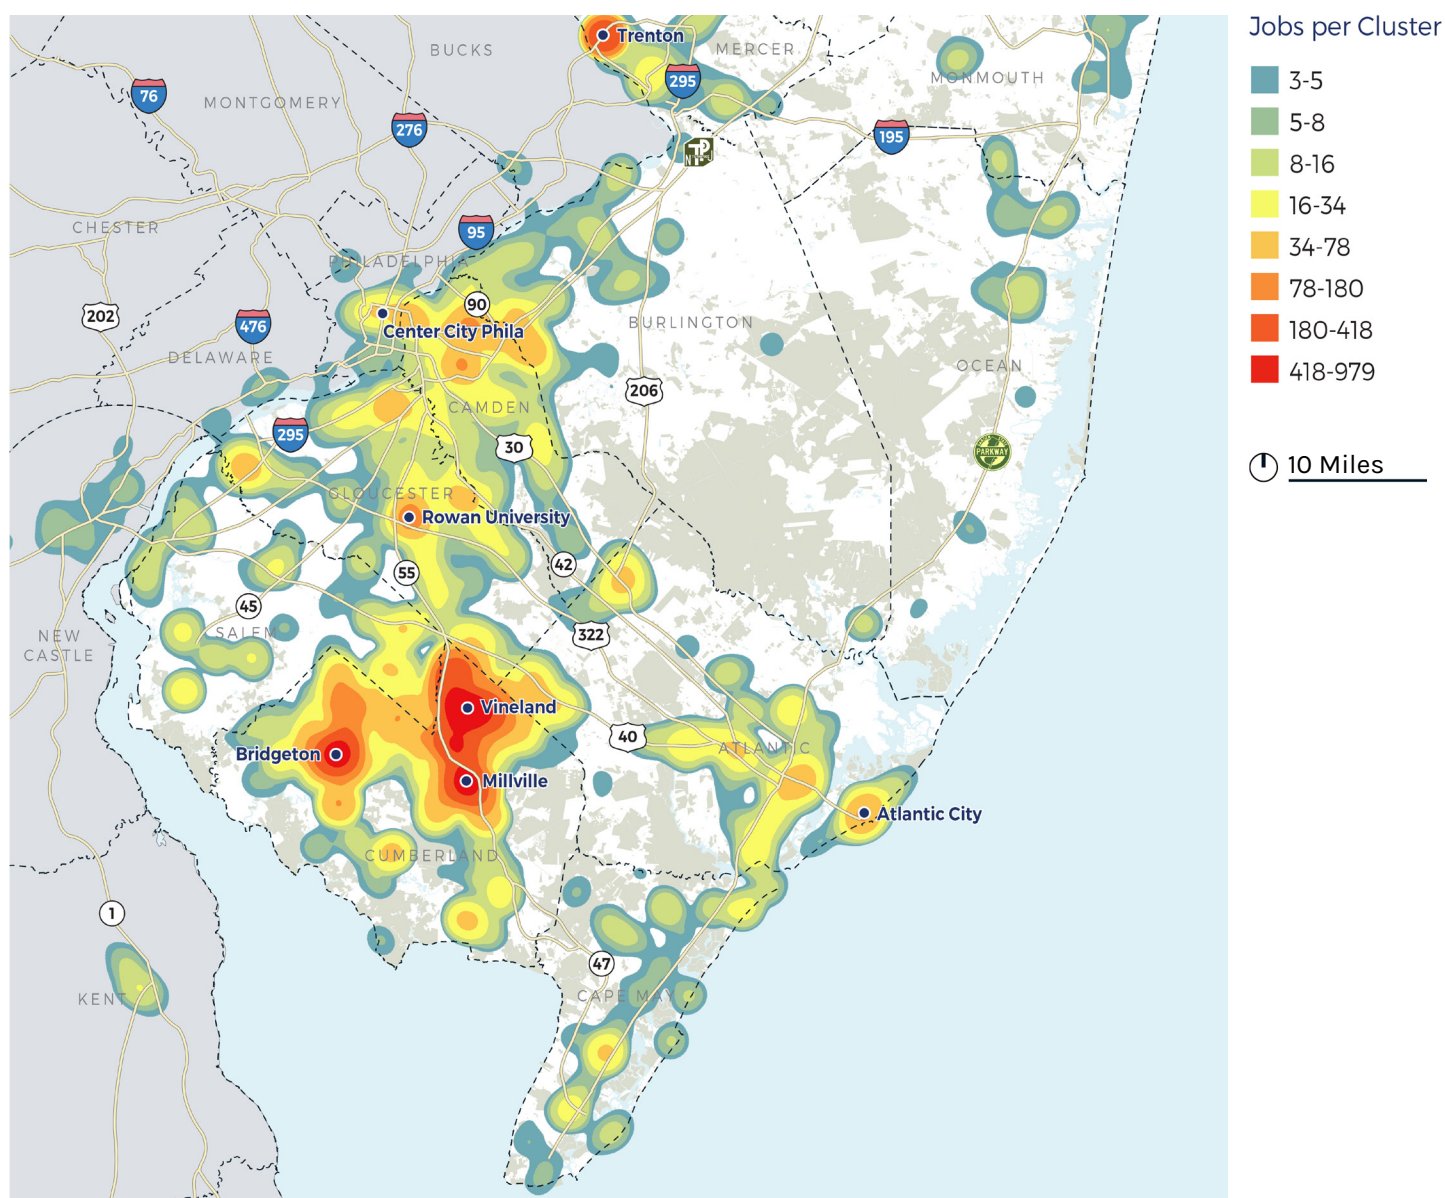 Jobs per Cluster
3-5
5-8
8-16
16-34
34-78
78-180
180-418
418-979
10 Miles
Trenton
BUCKS
MERCER
MONMOUTH
76
MONTGOMERY
295
276
195
CHESTER
95
PHILADELPHIA
90
202
476
Center City Phila
BURLINGTON
DELAWARE
OCEAN
206
CAMDEN
295
30
PARKWAY
GLOUCESTER
Rowan University
42
55
45
SALEM
322
NEW
CASTLE
Vineland
40
ATLANTIC
Bridgeton
Millville
Atlantic City
CUMBERLAND
1
47
KENT
CAPE MAY